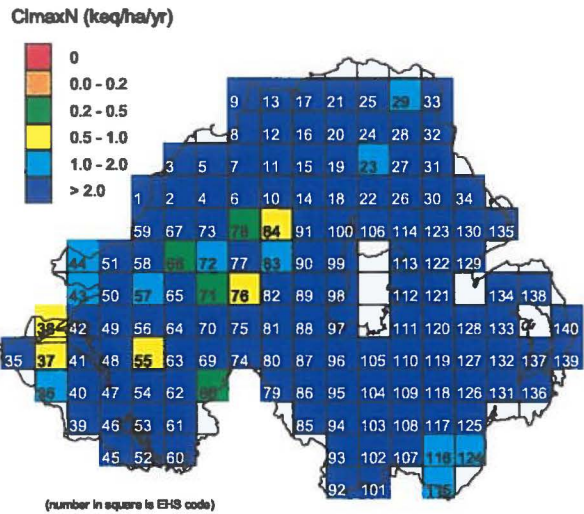 ClmaxN (keq/ha/yr)
0
0.0 - 0.2
0.2 - 0.5
0.5 - 1.0
1.0 - 2.0
> 2.0
9 13 17 21 25 29 33
8 12 16 20 24 28 32
3 5 7 11 15 19 23 27 31
1 2 4 6 10 14 18 22 26 30 34
59 67 73 78 84 91 100 106 114 123 130 135
44 51 58 66 72 77 83 90 99 113 122 129
43 50 57 65 71 76 82 89 98 112 121 134 138
38 42 49 56 64 70 75 81 88 97 111 120 128 133 140
35 37 41 48 55 63 69 74 80 87 96 105 110 119 127 132 137 139
36 40 47 54 62 79 86 95 104 109 118 126 131 136
39 46 53 61 85 94 103 108 117 125
45 52 60 93 102 107 116 124
92 101 115
(number in square is EHS code)